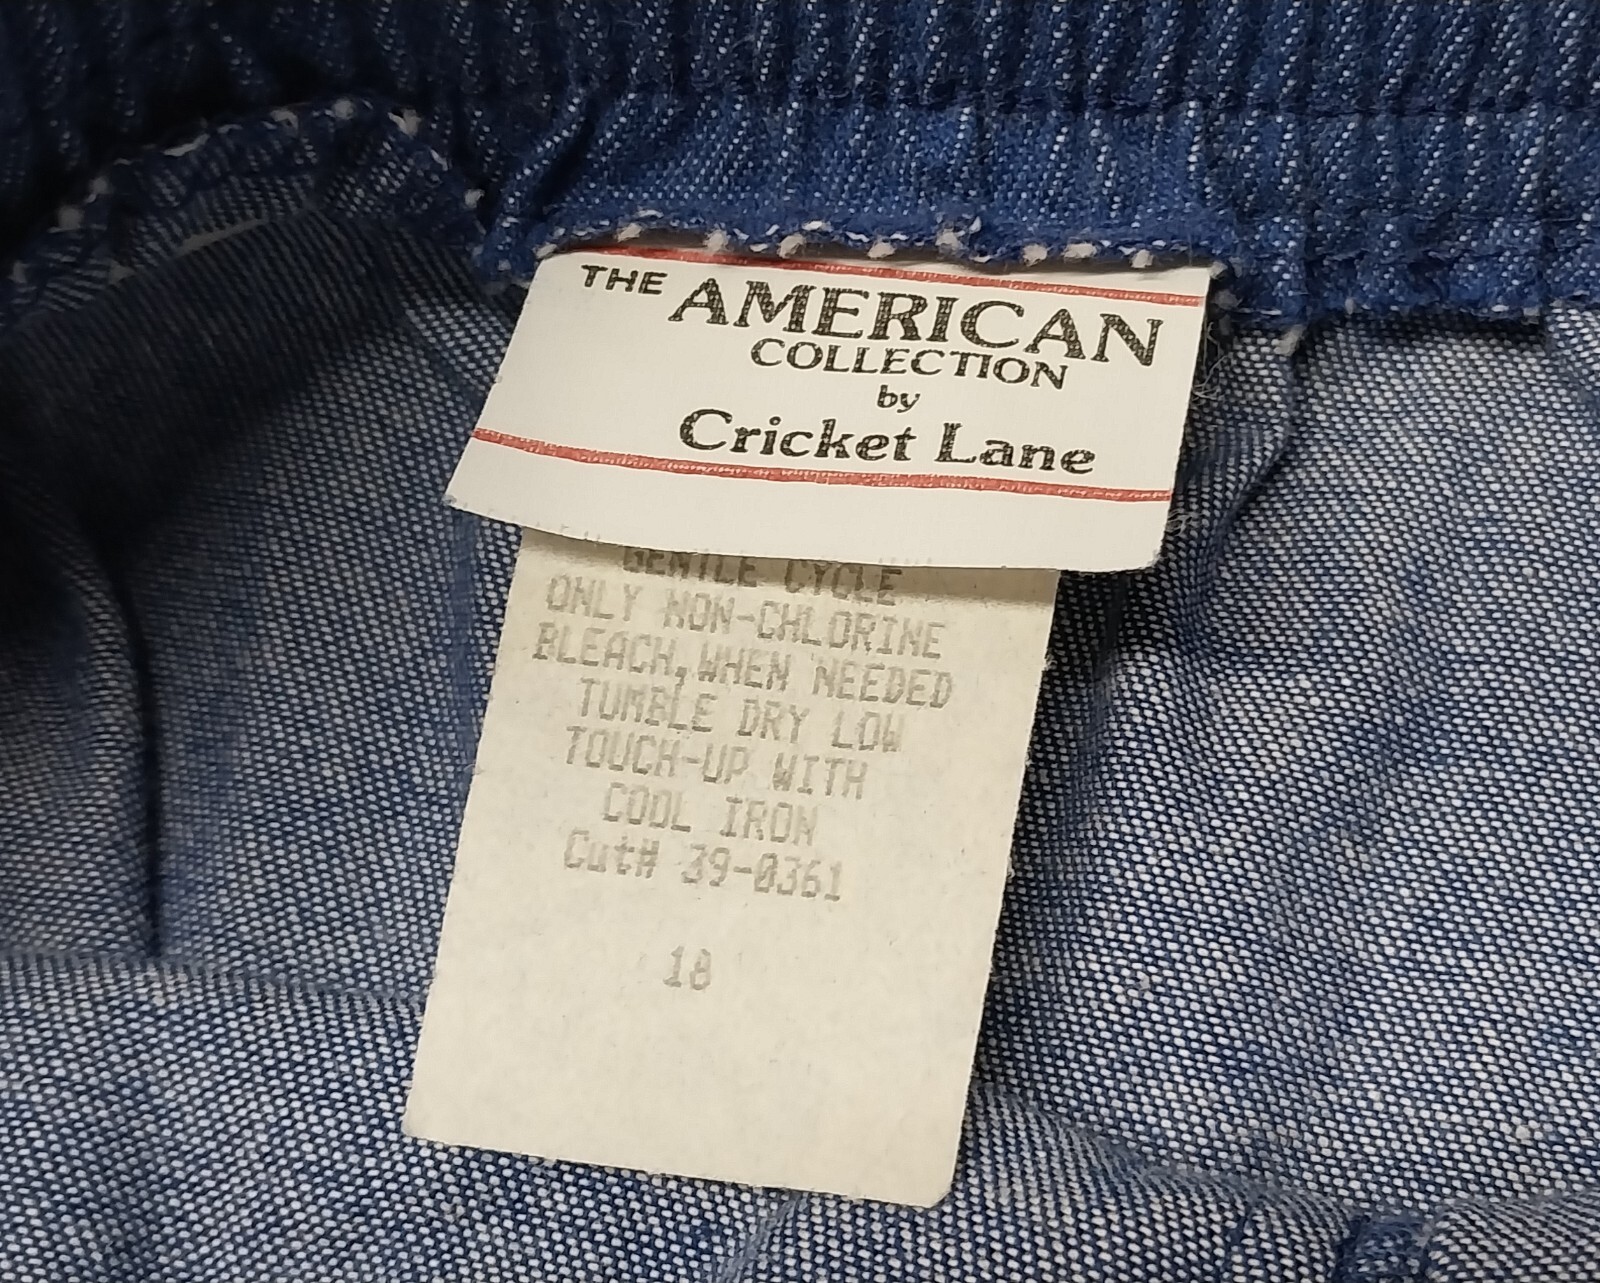 THE AMERICAN
COLLECTION
by
Cricket Lane
GENTLE CYCLE
ONLY NON-CHLORINE
BLEACH, WHEN NEEDED
TUMBLE DRY LOW
TOUCH-UP WITH
COOL IRON
Cut# 39-0361
18